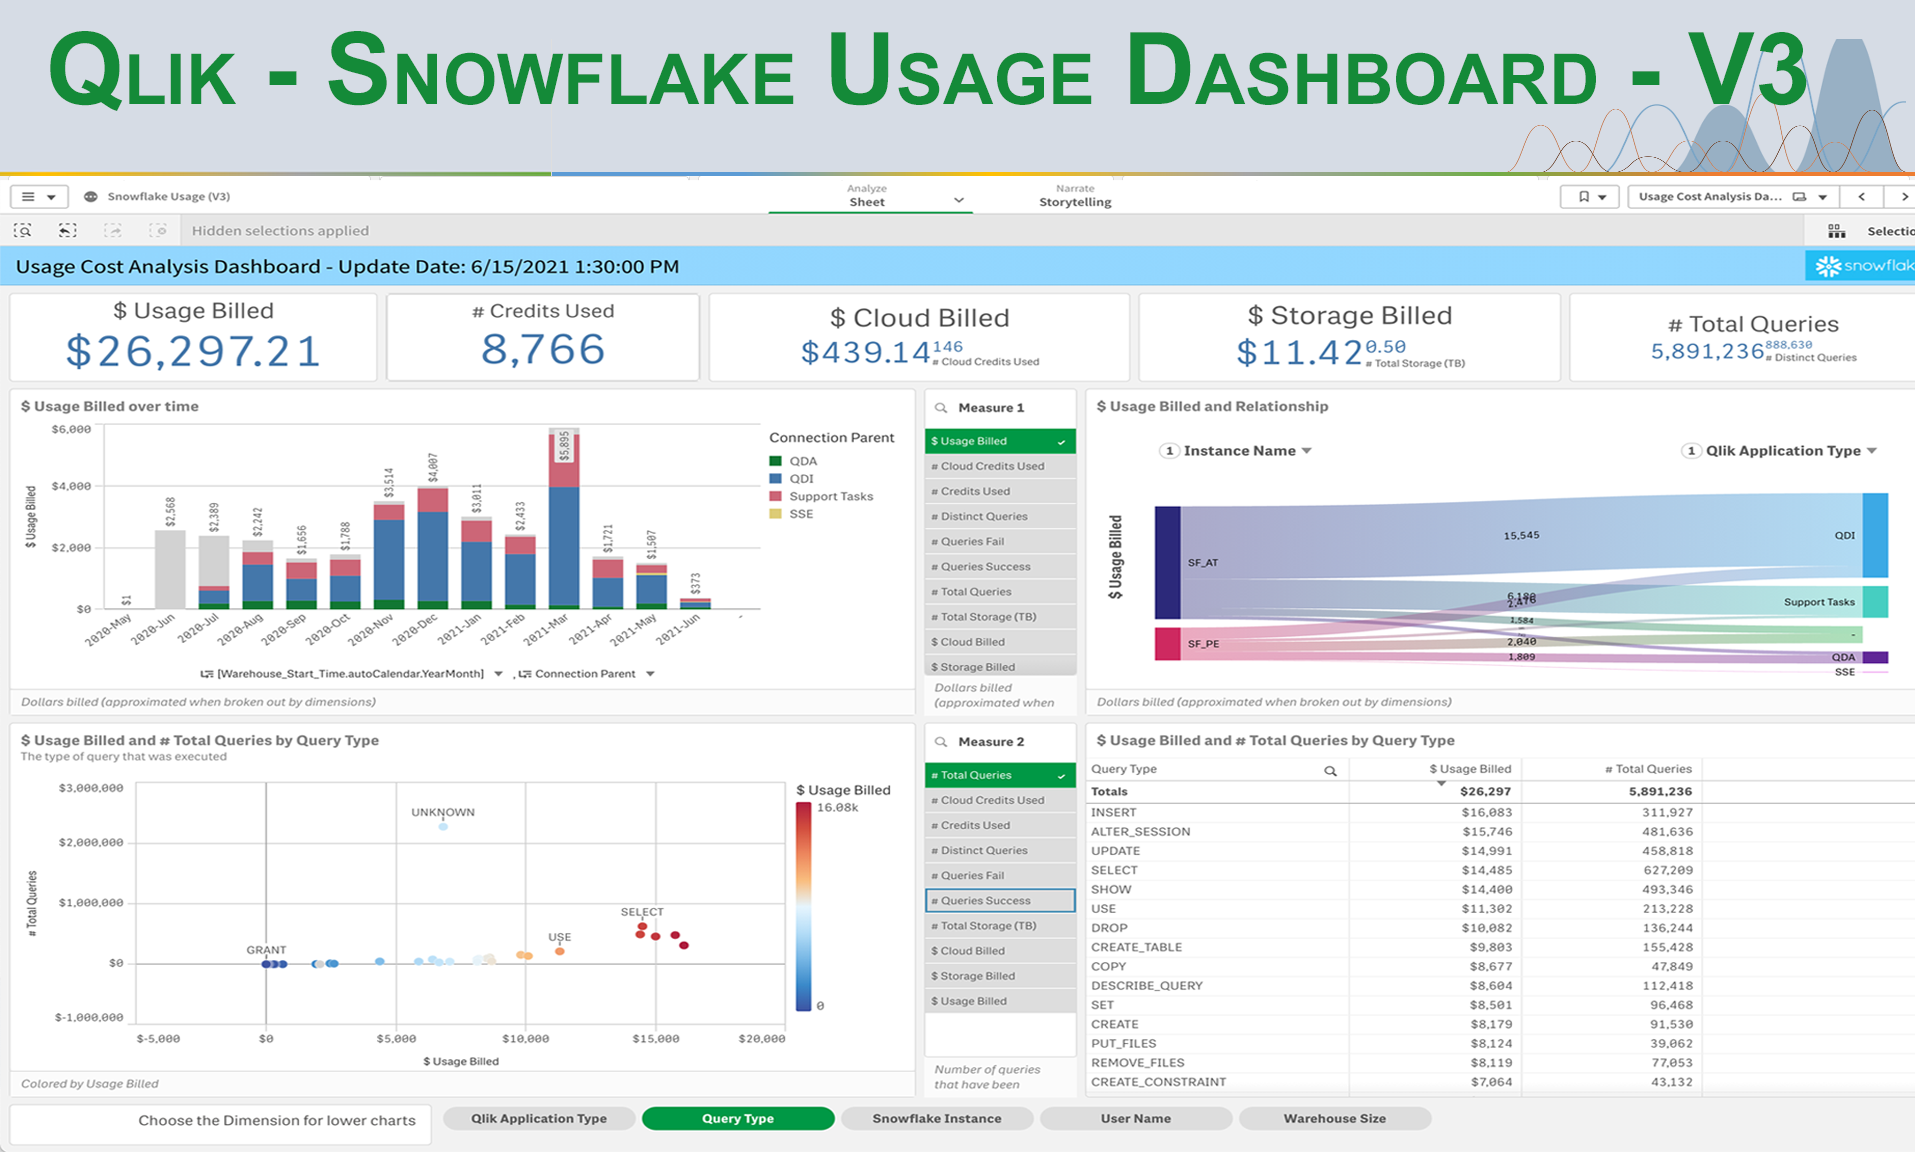 Qlik - Snowflake Usage Dashboard - V3
Snowflake Usage (V3)
Analyze
Sheet
Narrate
Storytelling
Usage Cost Analysis Da...
Hidden selections applied
Usage Cost Analysis Dashboard - Update Date: 6/15/2021 1:30:00 PM
$ Usage Billed
$26,297.21
# Credits Used
8,766
$ Cloud Billed
$439.14
146
# Cloud Credits Used
$ Storage Billed
$11.42
0.50
# Total Storage (TB)
# Total Queries
5,891,236
888,630
# Distinct Queries
$ Usage Billed over time
$ Usage Billed
$6,000
$4,000
$2,000
$0
$1
$2,568
$2,389
$2,242
$1,656
$1,788
$3,514
$4,007
$3,011
$2,433
$5,895
$1,721
$1,507
$373
2020-May
2020-Jun
2020-Jul
2020-Aug
2020-Sep
2020-Oct
2020-Nov
2020-Dec
2021-Jan
2021-Feb
2021-Mar
2021-Apr
2021-May
2021-Jun
-
Connection Parent
QDA
QDI
Support Tasks
SSE
[Warehouse_Start_Time.autoCalendar.YearMonth] , Connection Parent
Dollars billed (approximated when broken out by dimensions)
Measure 1
$ Usage Billed
# Cloud Credits Used
# Credits Used
# Distinct Queries
# Queries Fail
# Queries Success
# Total Queries
# Total Storage (TB)
$ Cloud Billed
$ Storage Billed
Dollars billed
(approximated when
$ Usage Billed and Relationship
1 Instance Name
1 Qlik Application Type
$ Usage Billed
SF_AT
SF_PE
15,545
6,180
2,476
1,584
2,040
1,809
QDI
Support Tasks
-
QDA
SSE
Dollars billed (approximated when broken out by dimensions)
$ Usage Billed and # Total Queries by Query Type
The type of query that was executed
# Total Queries
$3,000,000
$2,000,000
$1,000,000
$0
$-1,000,000
UNKNOWN
SELECT
USE
GRANT
$-5,000
$0
$5,000
$10,000
$15,000
$20,000
$ Usage Billed
$ Usage Billed
16.08k
0
Colored by Usage Billed
Measure 2
# Total Queries
# Cloud Credits Used
# Credits Used
# Distinct Queries
# Queries Fail
# Queries Success
# Total Storage (TB)
$ Cloud Billed
$ Storage Billed
$ Usage Billed
Number of queries
that have been
$ Usage Billed and # Total Queries by Query Type
Query Type $ Usage Billed # Total Queries
Totals $26,297 5,891,236
INSERT $16,083 311,927
ALTER_SESSION $15,746 481,636
UPDATE $14,991 458,818
SELECT $14,485 627,209
SHOW $14,400 493,346
USE $11,302 213,228
DROP $10,082 136,244
CREATE_TABLE $9,803 155,428
COPY $8,677 47,849
DESCRIBE_QUERY $8,604 112,418
SET $8,501 96,468
CREATE $8,179 91,530
PUT_FILES $8,124 39,062
REMOVE_FILES $8,119 77,053
CREATE_CONSTRAINT $7,064 43,132
Choose the Dimension for lower charts
Qlik Application Type
Query Type
Snowflake Instance
User Name
Warehouse Size